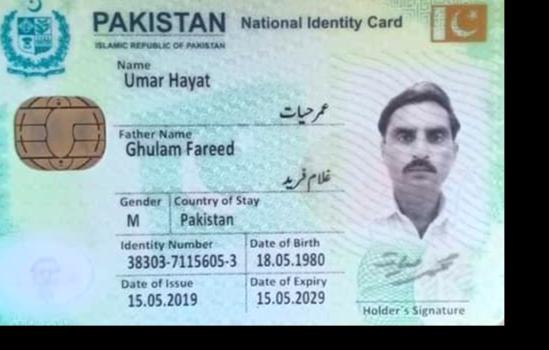 PAKISTAN National Identity Card
ISLAMIC REPUBLIC OF PAKISTAN
Name
Umar Hayat
عمر حیات
Father Name
Ghulam Fareed
غلام فرید
Gender Country of Stay
M Pakistan
Identity Number Date of Birth
38303-7115605-3 18.05.1980
Date of Issue Date of Expiry
15.05.2019 15.05.2029
Holder's Signature